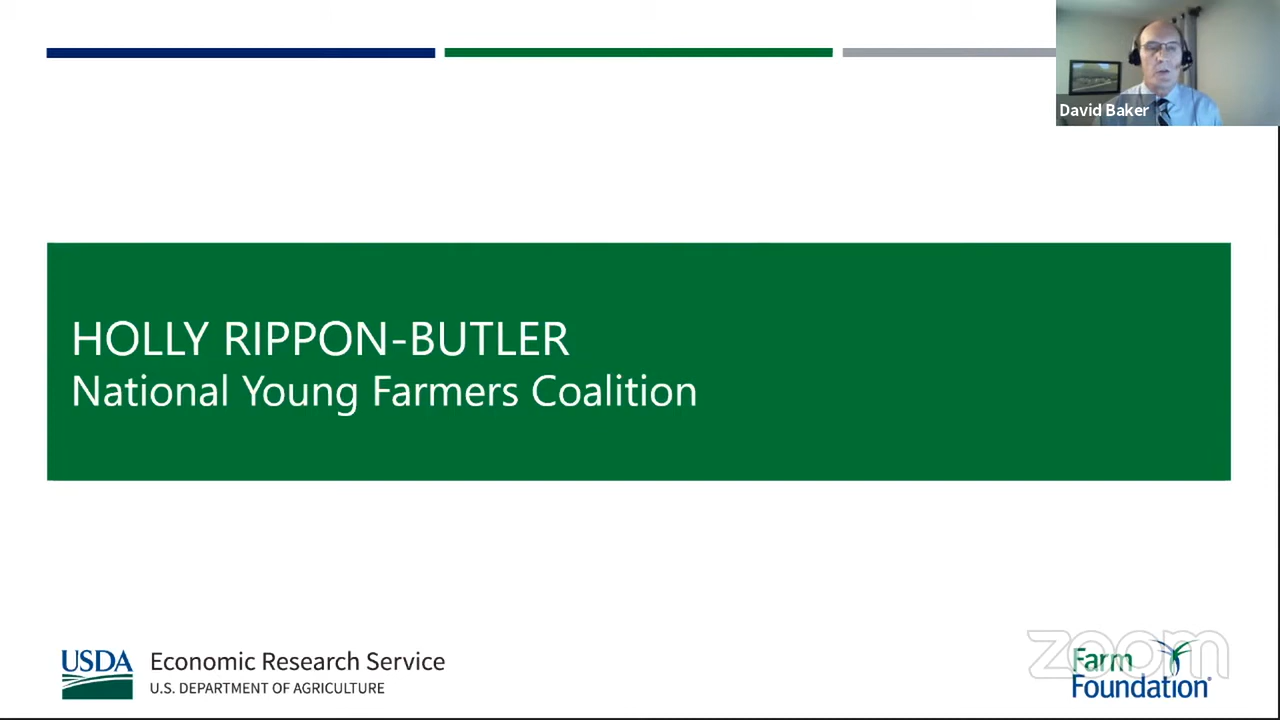 David Baker
HOLLY RIPPON-BUTLER
National Young Farmers Coalition
USDA Economic Research Service
U.S. DEPARTMENT OF AGRICULTURE
zoom
Farm
Foundation®